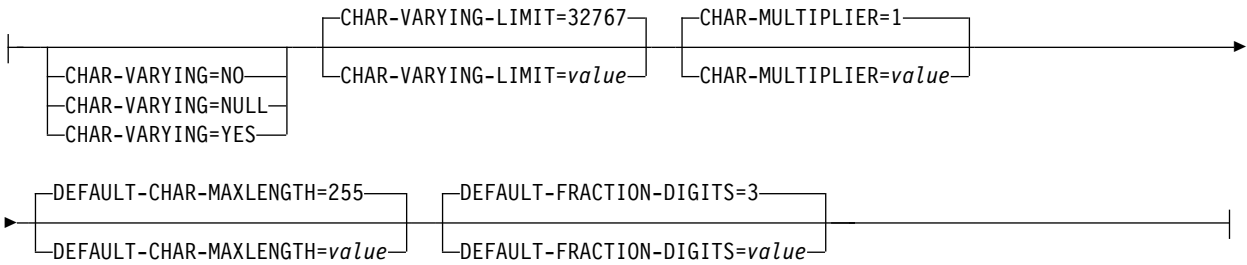 CHAR-VARYING-LIMIT=32767 CHAR-MULTIPLIER=1
CHAR-VARYING=NO CHAR-VARYING-LIMIT=value CHAR-MULTIPLIER=value
CHAR-VARYING=NULL
CHAR-VARYING=YES
DEFAULT-CHAR-MAXLENGTH=255 DEFAULT-FRACTION-DIGITS=3
DEFAULT-CHAR-MAXLENGTH=value DEFAULT-FRACTION-DIGITS=value